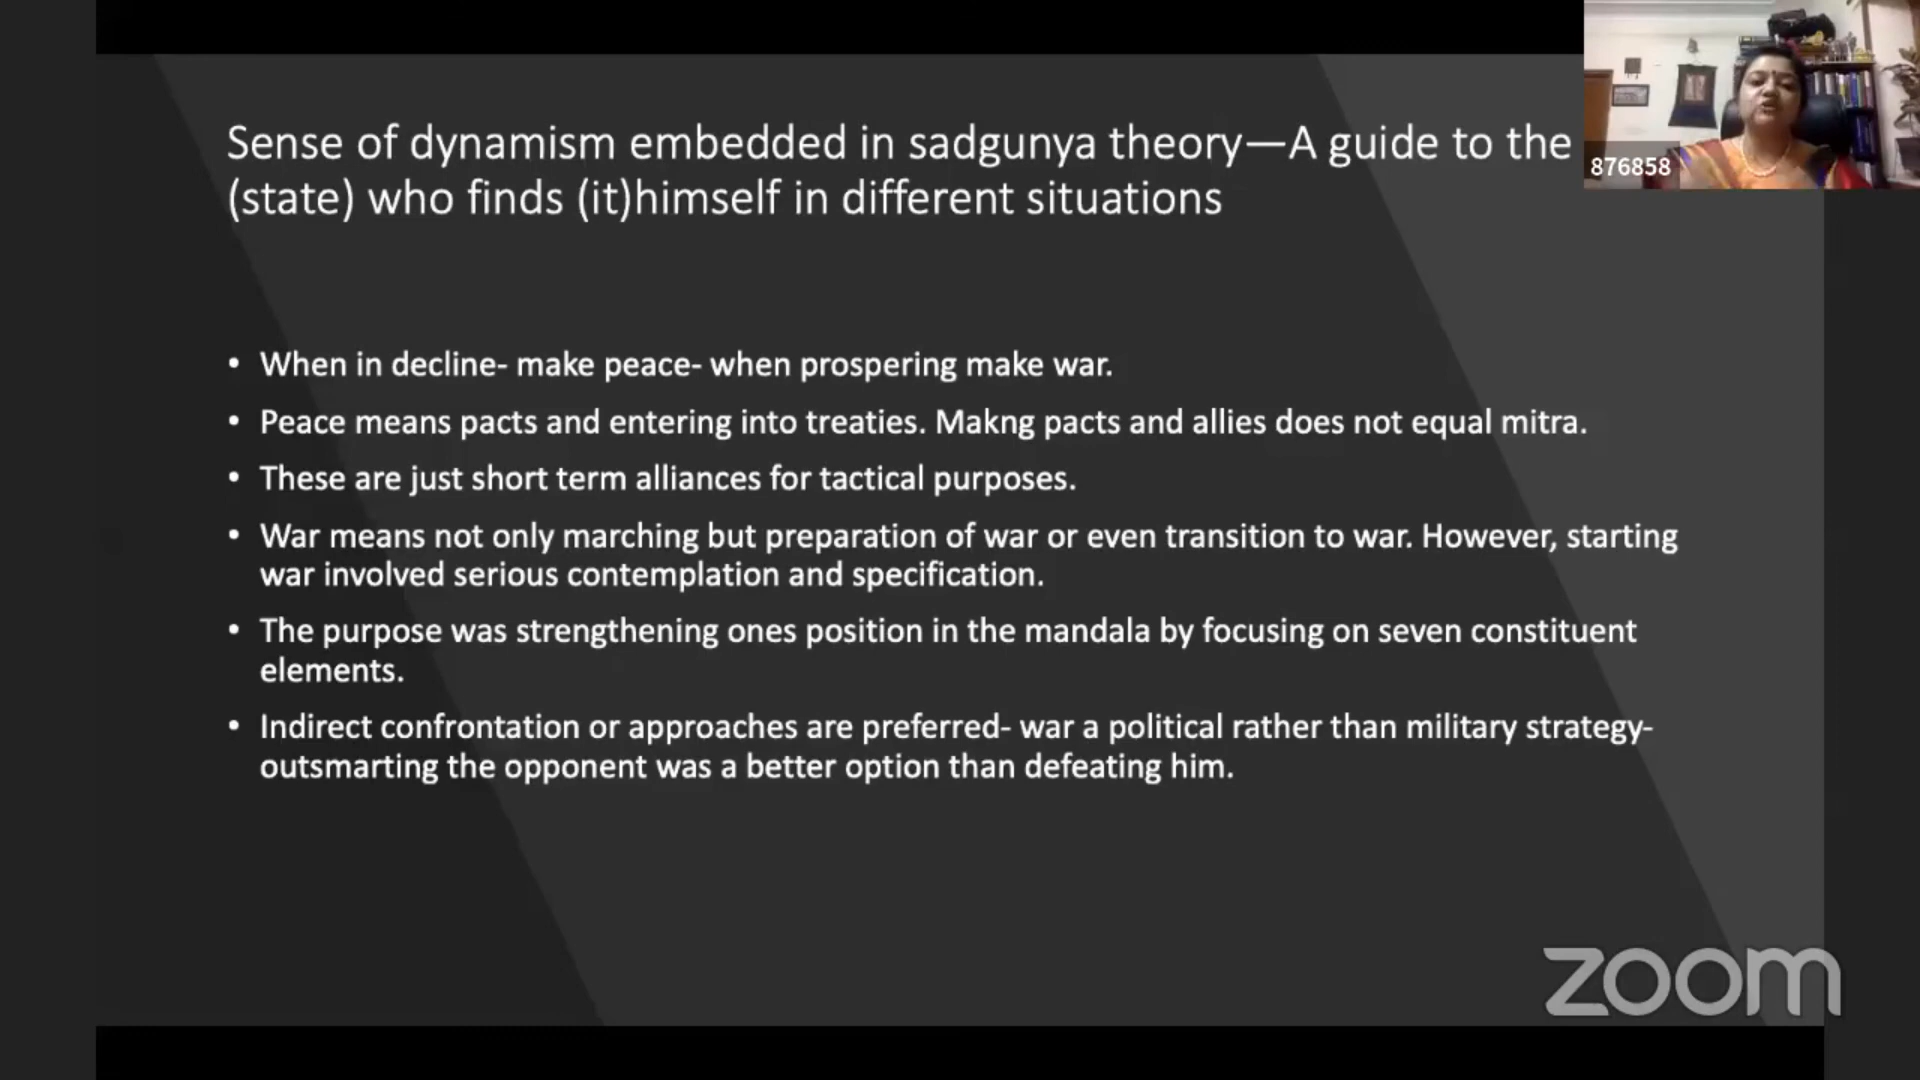 Sense of dynamism embedded in sadgunya theory—A guide to the
(state) who finds (it)himself in different situations
876858
• When in decline- make peace- when prospering make war.
• Peace means pacts and entering into treaties. Makng pacts and allies does not equal mitra.
• These are just short term alliances for tactical purposes.
• War means not only marching but preparation of war or even transition to war. However, starting
war involved serious contemplation and specification.
• The purpose was strengthening ones position in the mandala by focusing on seven constituent
elements.
• Indirect confrontation or approaches are preferred- war a political rather than military strategy-
outsmarting the opponent was a better option than defeating him.
zoom